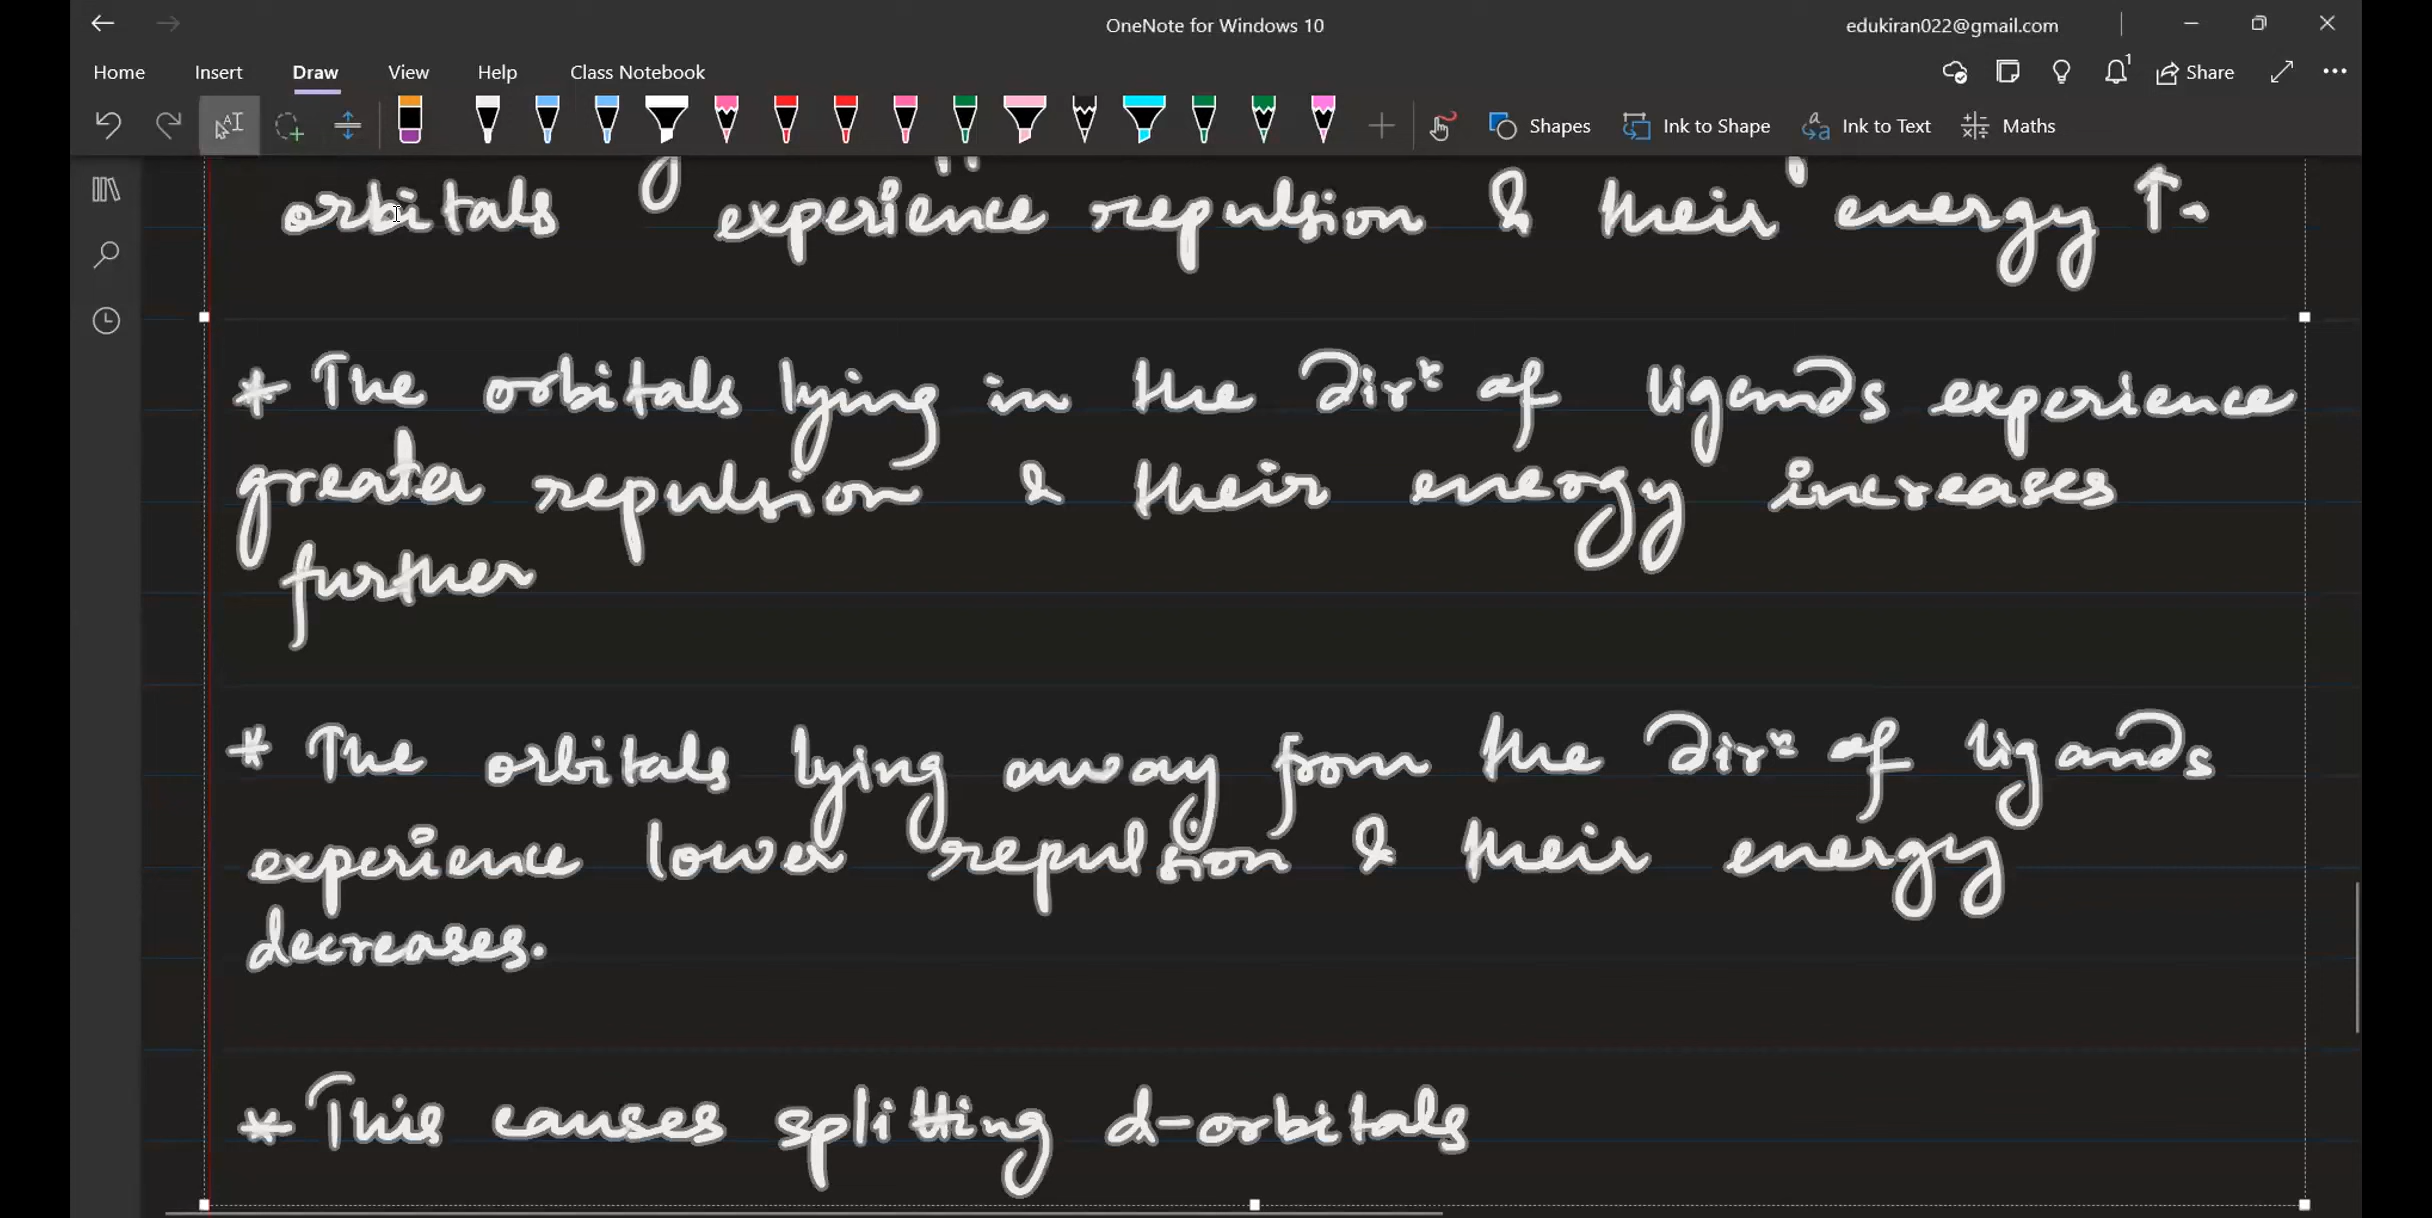 OneNote for Windows 10
edukiran022@gmail.com
Home Insert Draw View Help Class Notebook
1
Share
Shapes Ink to Shape Ink to Text Maths
orbitals experience repulsion & their energy ↑.
* The orbitals lying in the dirⁿ of ligands experience
greater repulsion & their energy increases
further
* The orbitals lying away from the dirⁿ of ligands
experience lower repulsion & their energy
decreases.
* This causes splitting d-orbitals